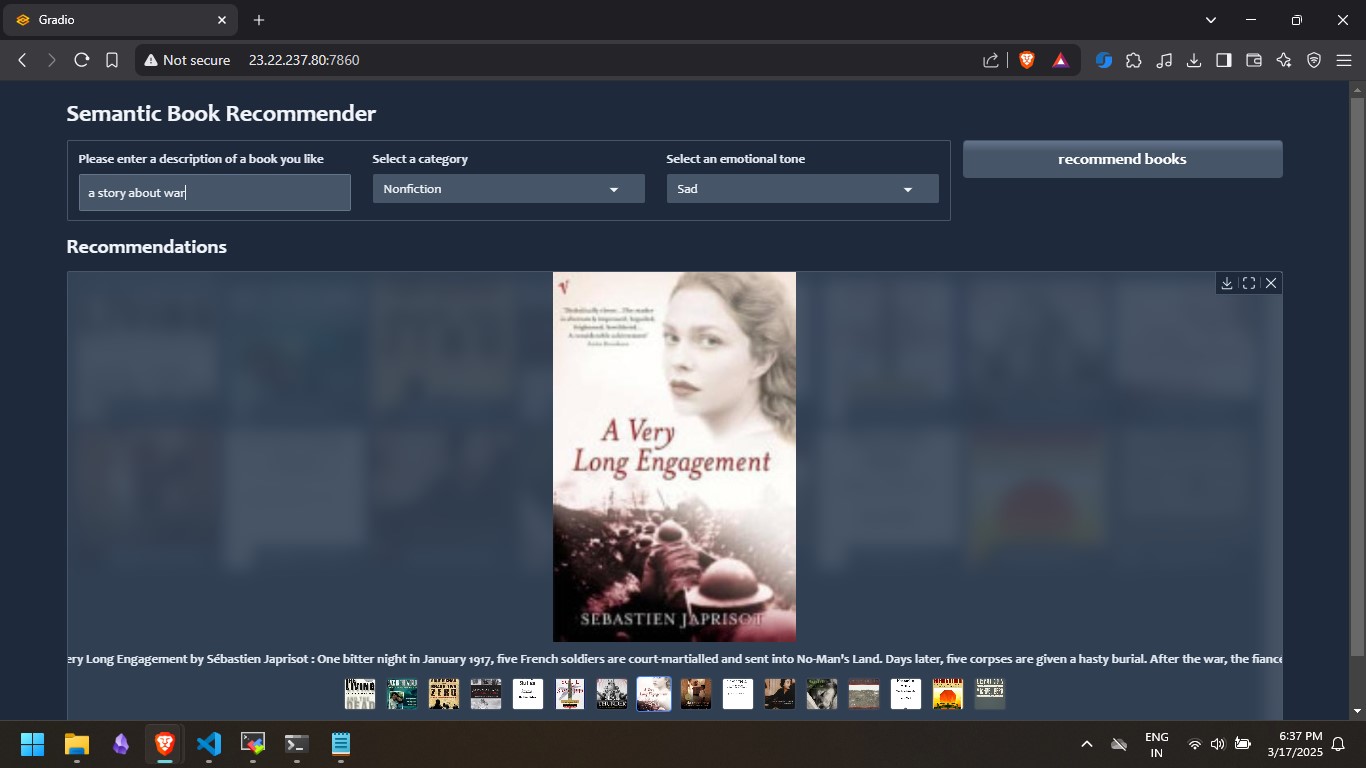 Gradio
Not secure
23.22.237.80:7860
Semantic Book Recommender
Please enter a description of a book you like
Select a category
Select an emotional tone
recommend books
a story about war
Nonfiction
Sad
Recommendations
A Very
Long Engagement
SEBASTIEN JAPRISOT
ery Long Engagement by Sébastien Japrisot : One bitter night in January 1917, five French soldiers are court-martialled and sent into No-Man's Land. Days later, five corpses are given a hasty burial. After the war, the fiance
ENG
IN
6:37 PM
3/17/2025